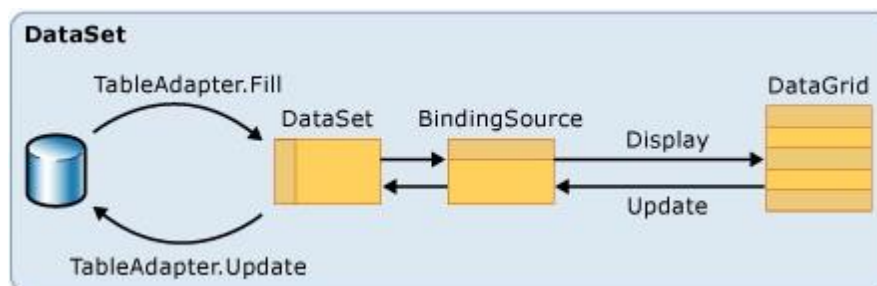 DataSet
TableAdapter.Fill
DataGrid
DataSet
BindingSource
Display
Update
TableAdapter.Update